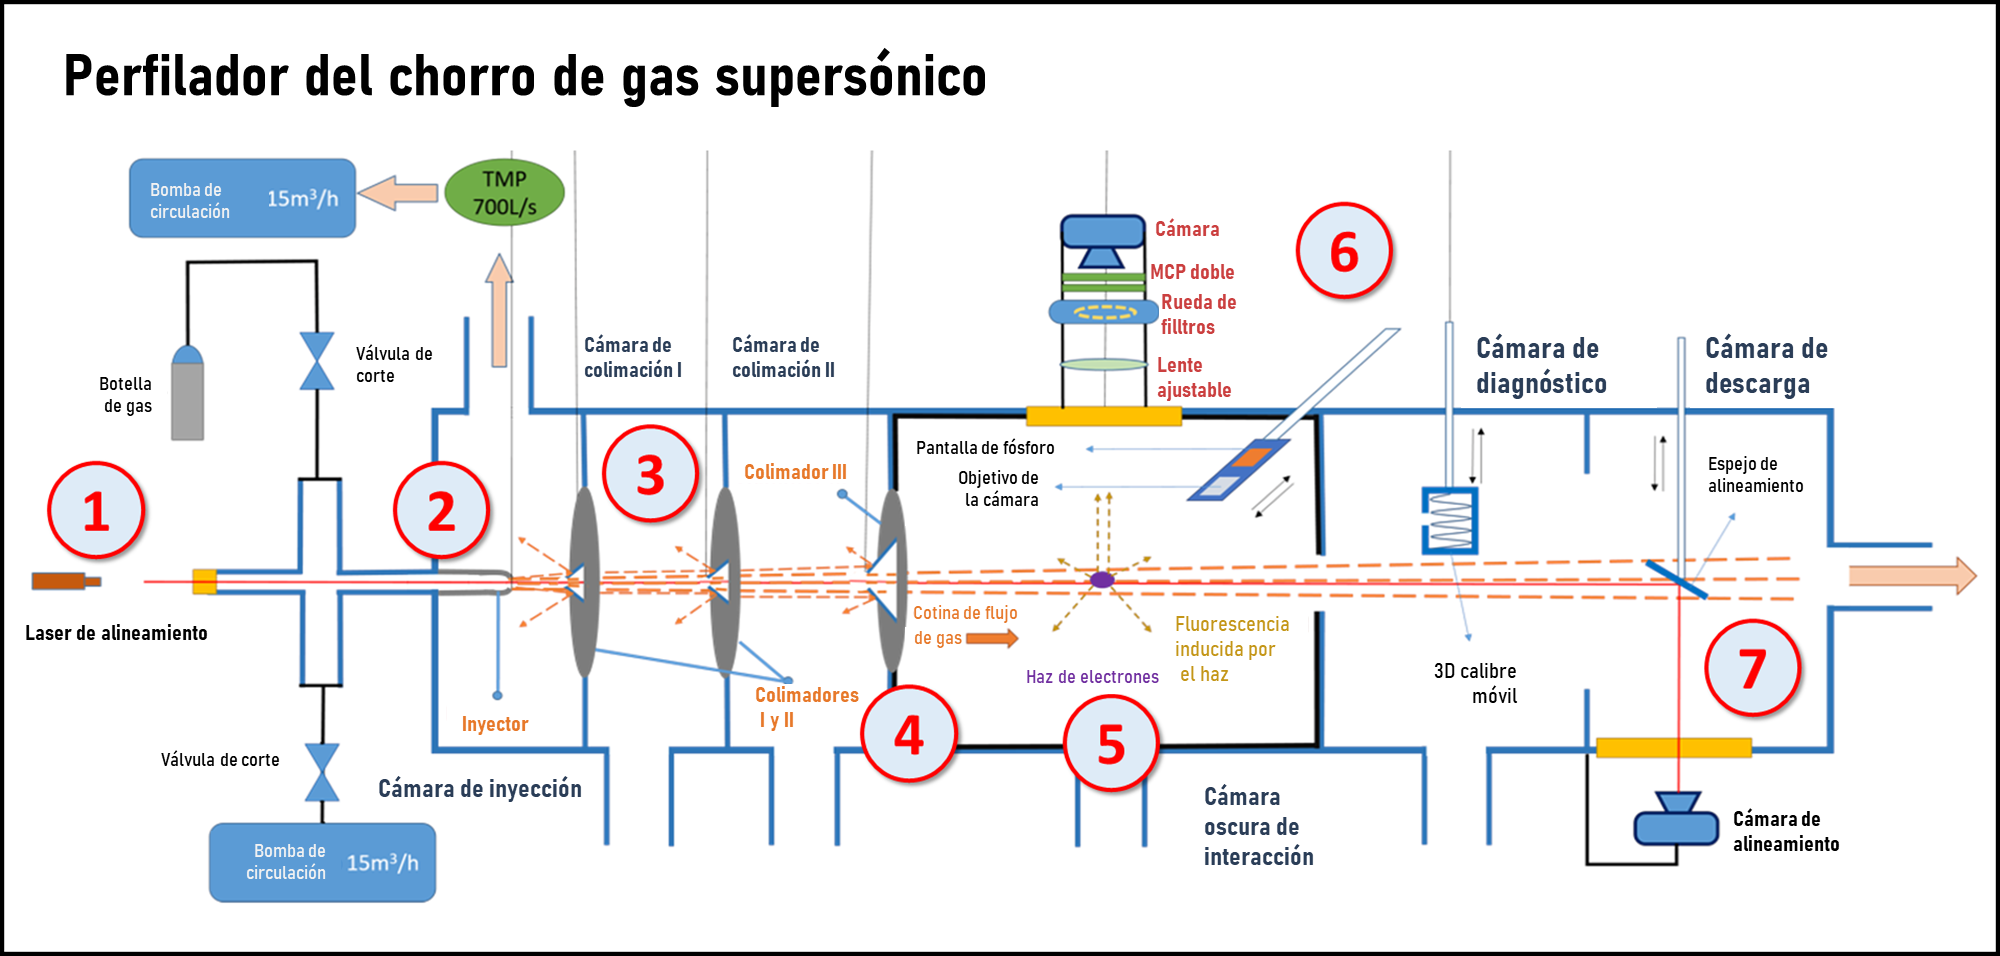 Perfilador del chorro de gas supersónico
Bomba de
circulación
15m³/h
TMP
700L/s
Cámara
MCP doble
Rueda de
filltros
Lente
ajustable
6
Botella
de gas
Válvula de
corte
Cámara de
colimación I
Cámara de
colimación II
Cámara de
diagnóstico
Cámara de
descarga
1
2
3
Colimador III
Pantalla de fósforo
Objetivo de
la cámara
Espejo de
alineamiento
Laser de alineamiento
Cotina de flujo
de gas
Fluorescencia
inducida por
el haz
Haz de electrones
3D calibre
móvil
7
Inyector
Colimadores
I y II
4
5
Válvula de corte
Cámara de inyección
Cámara
oscura de
interacción
Cámara de
alineamiento
Bomba de
circulación
15m³/h